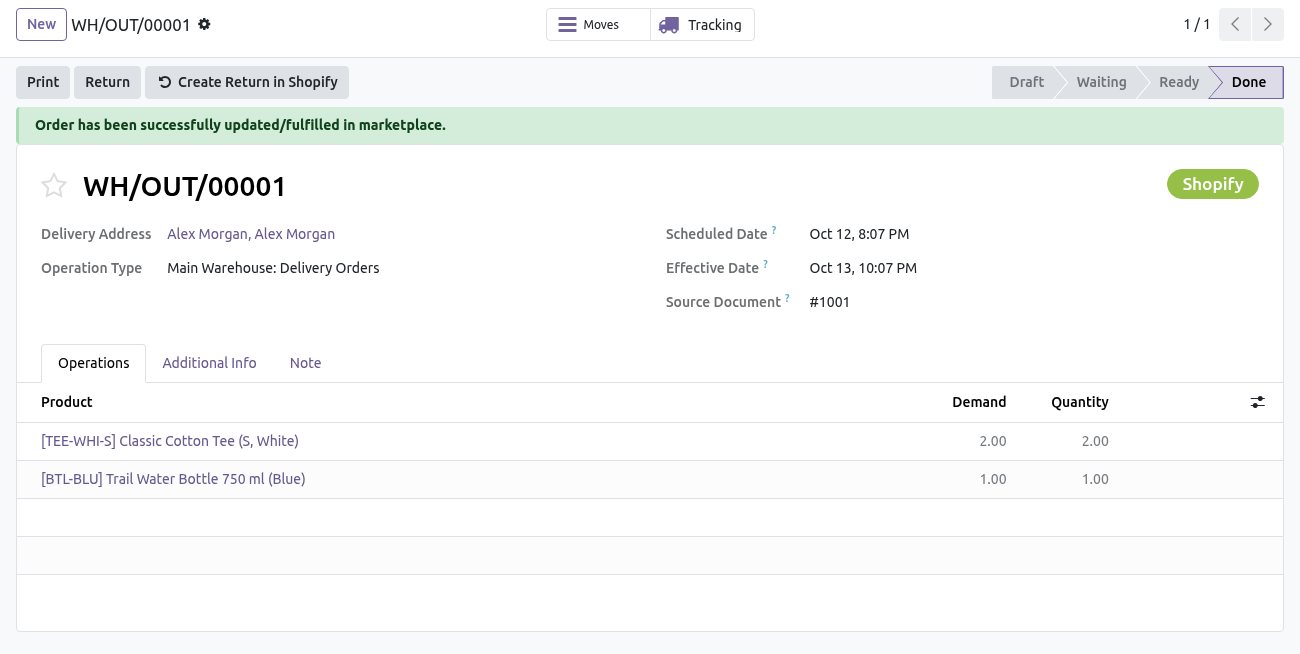 New WH/OUT/00001 Moves Tracking 1 / 1
Print Return Create Return in Shopify Draft Waiting Ready Done
Order has been successfully updated/fulfilled in marketplace.
WH/OUT/00001 Shopify
Delivery Address Alex Morgan, Alex Morgan Scheduled Date ? Oct 12, 8:07 PM
Operation Type Main Warehouse: Delivery Orders Effective Date ? Oct 13, 10:07 PM
Source Document ? #1001
Operations Additional Info Note
Product Demand Quantity
[TEE-WHI-S] Classic Cotton Tee (S, White) 2.00 2.00
[BTL-BLU] Trail Water Bottle 750 ml (Blue) 1.00 1.00